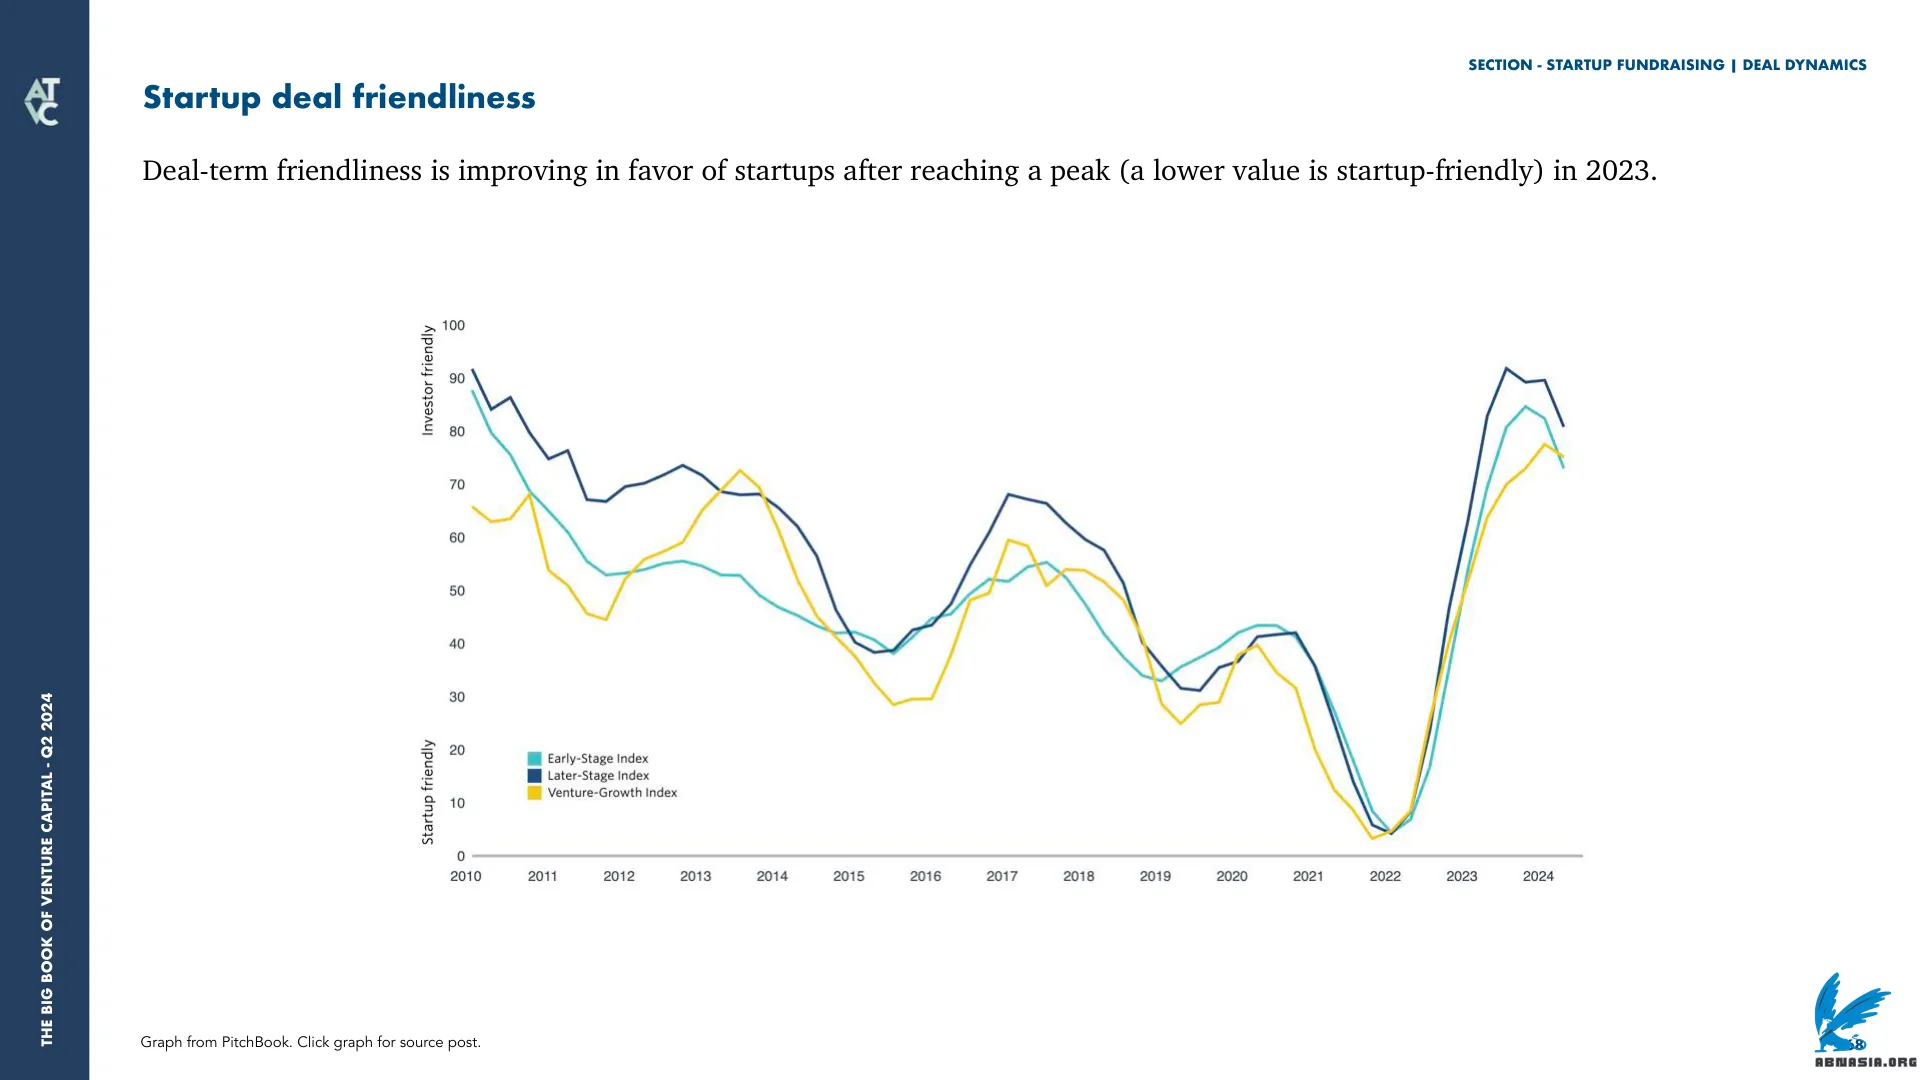 SECTION - STARTUP FUNDRAISING | DEAL DYNAMICS
Startup deal friendliness
Deal-term friendliness is improving in favor of startups after reaching a peak (a lower value is startup-friendly) in 2023.
ATVC
THE BIG BOOK OF VENTURE CAPITAL - Q2 2024
Investor friendly
Startup friendly
100
90
80
70
60
50
40
30
20
10
0
Early-Stage Index
Later-Stage Index
Venture-Growth Index
2010 2011 2012 2013 2014 2015 2016 2017 2018 2019 2020 2021 2022 2023 2024
Graph from PitchBook. Click graph for source post.
ABNASIA.ORG